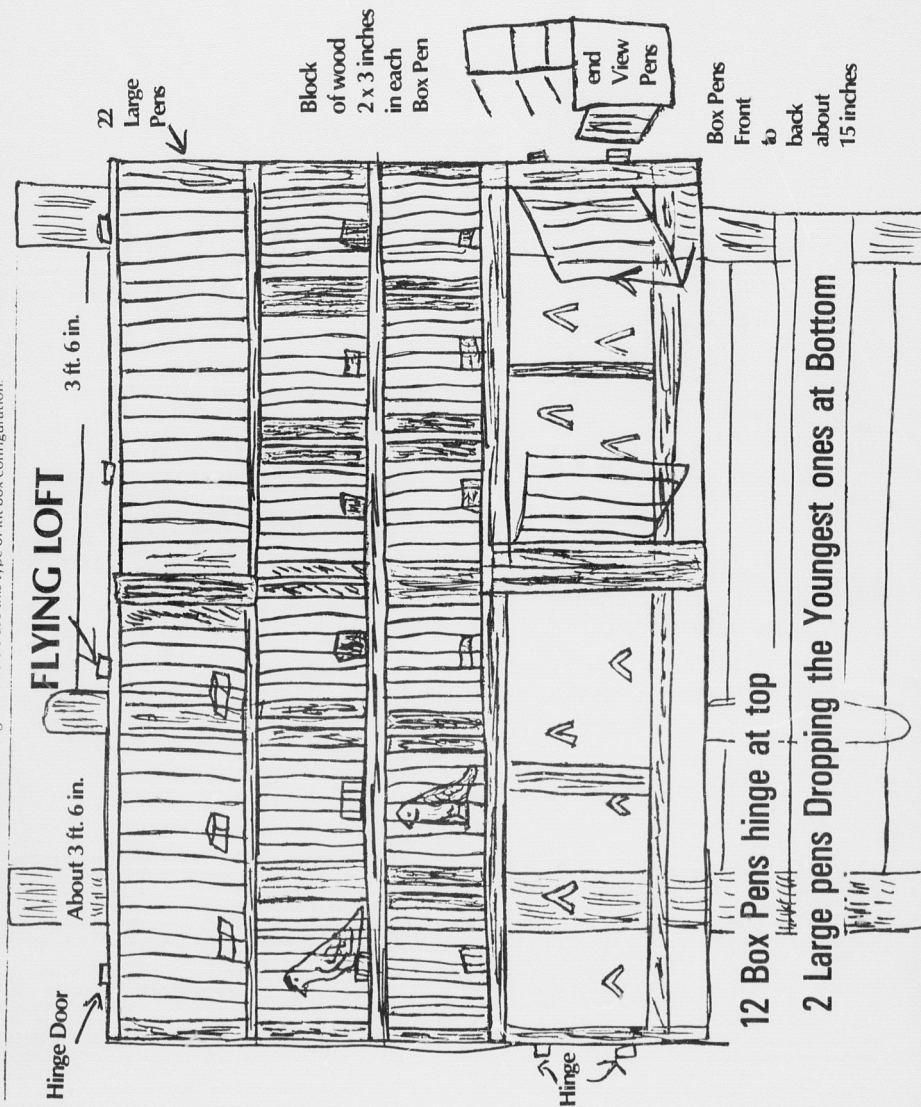 FLYING LOFT
Hinge Door
About 3 ft. 6 in.
3 ft. 6 in.
22
Large
Pens
Block
of wood
2 x 3 inches
in each
Box Pen
end
View
Pens
Box Pens
Front
to
back
about
15 inches
Hinge
12 Box Pens hinge at top
2 Large pens Dropping the Youngest ones at Bottom